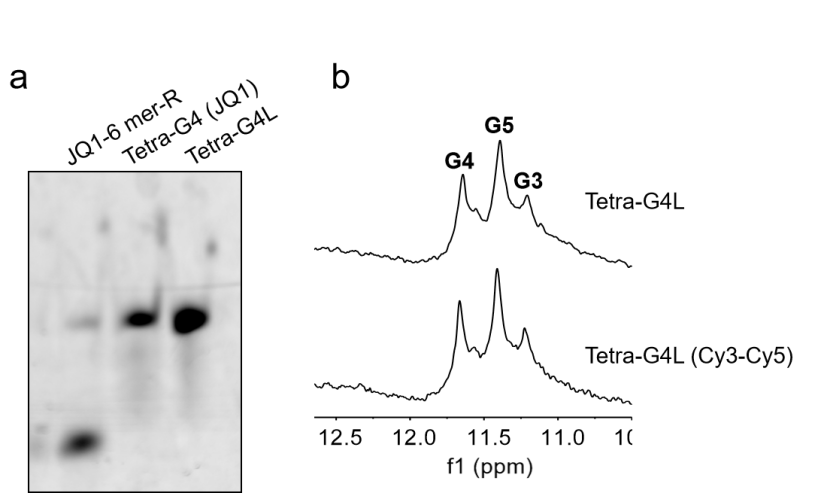 a
b
JQ1-6 mer-R
Tetra-G4 (JQ1)
Tetra-G4L
G5
G4
G3
Tetra-G4L
Tetra-G4L (Cy3-Cy5)
12.5 12.0 11.5 11.0
f1 (ppm)